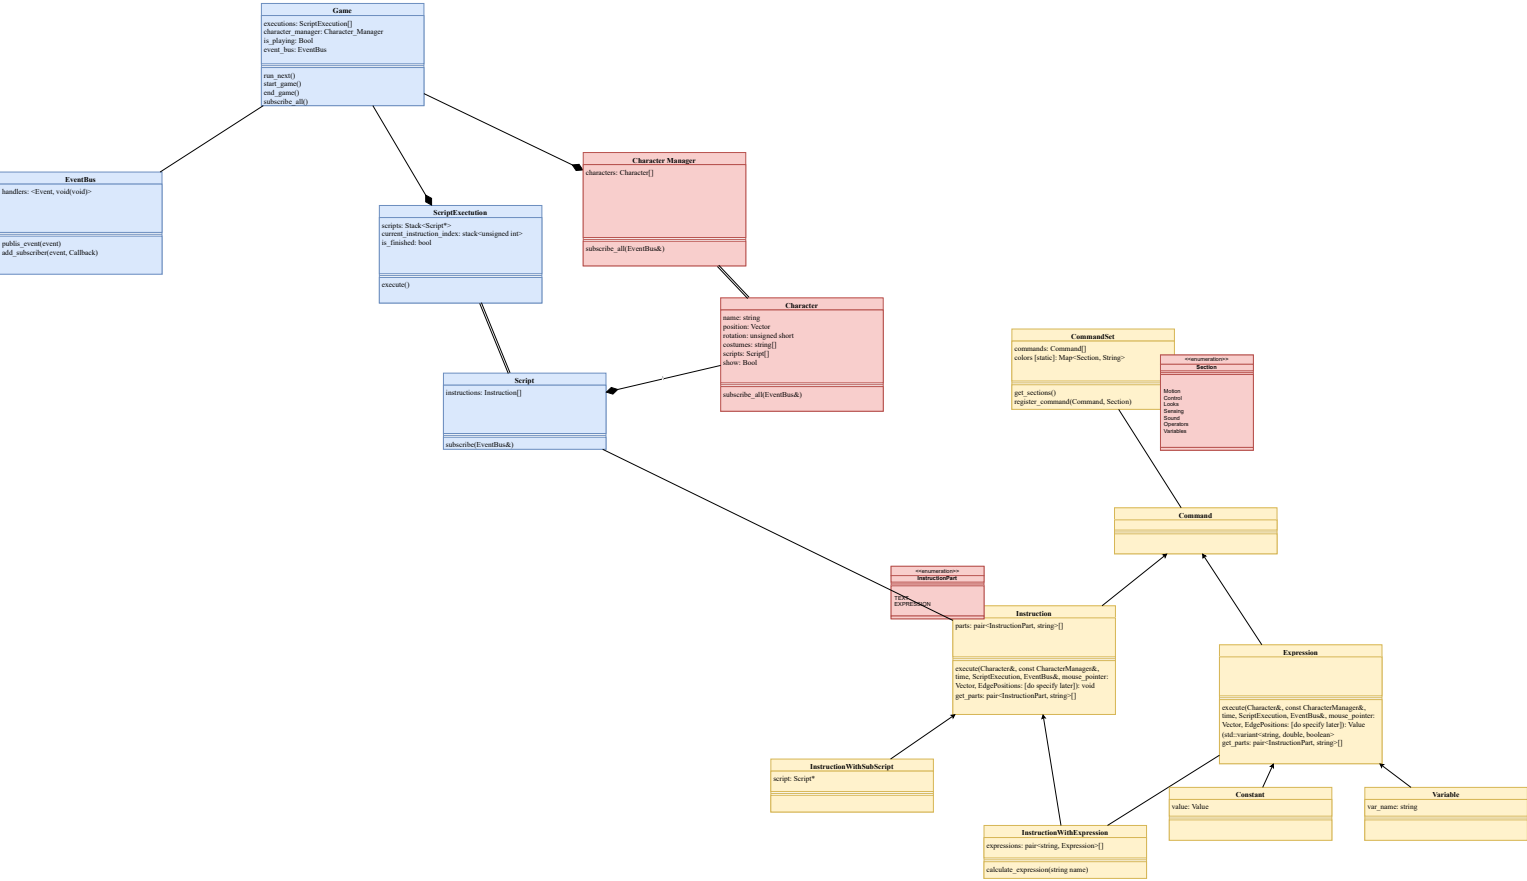 Game
executions: ScriptExecution[]
character_manager: Character_Manager
is_playing: Bool
event_bus: EventBus
run_next()
start_game()
end_game()
subscribe_all()
EventBus
handlers: <Event, void(void)>
publis_event(event)
add_subscriber(event, Callback)
ScriptExectution
scripts: Stack<Script*>
current_instruction_index: stack<unsigned int>
is_finished: bool
execute()
Character Manager
characters: Character[]
subscribe_all(EventBus&)
Character
name: string
position: Vector
rotation: unsigned short
costumes: string[]
scripts: Script[]
show: Bool
subscribe_all(EventBus&)
Script
instructions: Instruction[]
subscribe(EventBus&)
CommandSet
commands: Command[]
colors [static]: Map<Section, String>
get_sections()
register_command(Command, Section)
<<enumeration>>
Section
Motion
Control
Looks
Sensing
Sound
Operators
Variables
Command
<<enumeration>>
InstructionPart
TEXT
EXPRESSION
Instruction
parts: pair<InstructionPart, string>[]
execute(Character&, const CharacterManager&,
time, ScriptExecution, EventBus&, mouse_pointer:
Vector, EdgePositions: [do specify later]): void
get_parts: pair<InstructionPart, string>[]
Expression
execute(Character&, const CharacterManager&,
time, ScriptExecution, EventBus&, mouse_pointer:
Vector, EdgePositions: [do specify later]): Value
(std::variant<string, double, boolean>
get_parts: pair<InstructionPart, string>[]
InstructionWithSubScript
script: Script*
Constant
value: Value
Variable
var_name: string
InstructionWithExpression
expressions: pair<string, Expression>[]
calculate_expression(string name)